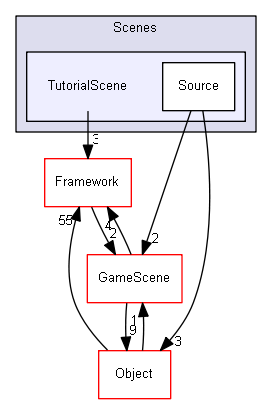 Scenes
TutorialScene
Source
3
Framework
55
4
2
2
GameScene
1
9
3
Object